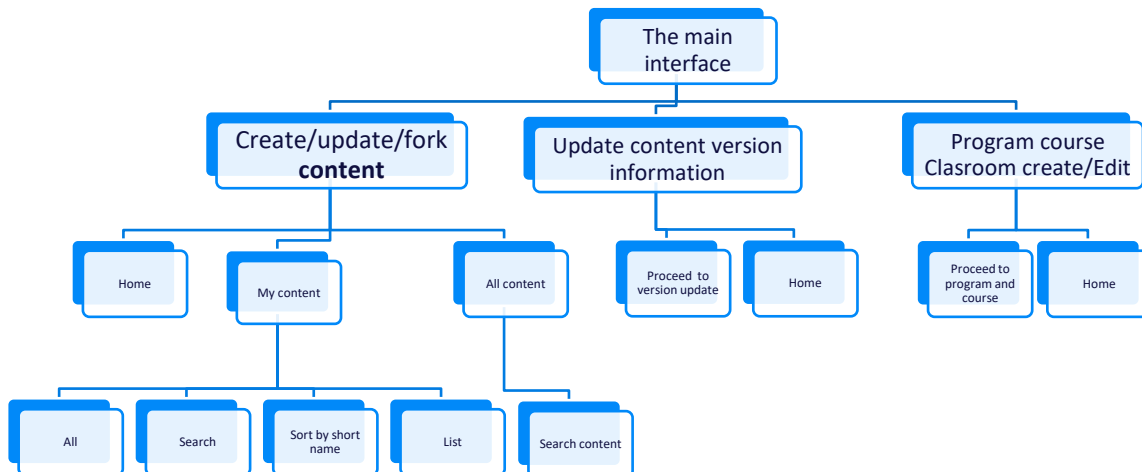 The main
interface
Create/update/fork
content
Update content version
information
Program course
Clasroom create/Edit
Home
My content
All content
Proceed to
version update
Home
Proceed to
program and
course
Home
All
Search
Sort by short
name
List
Search content